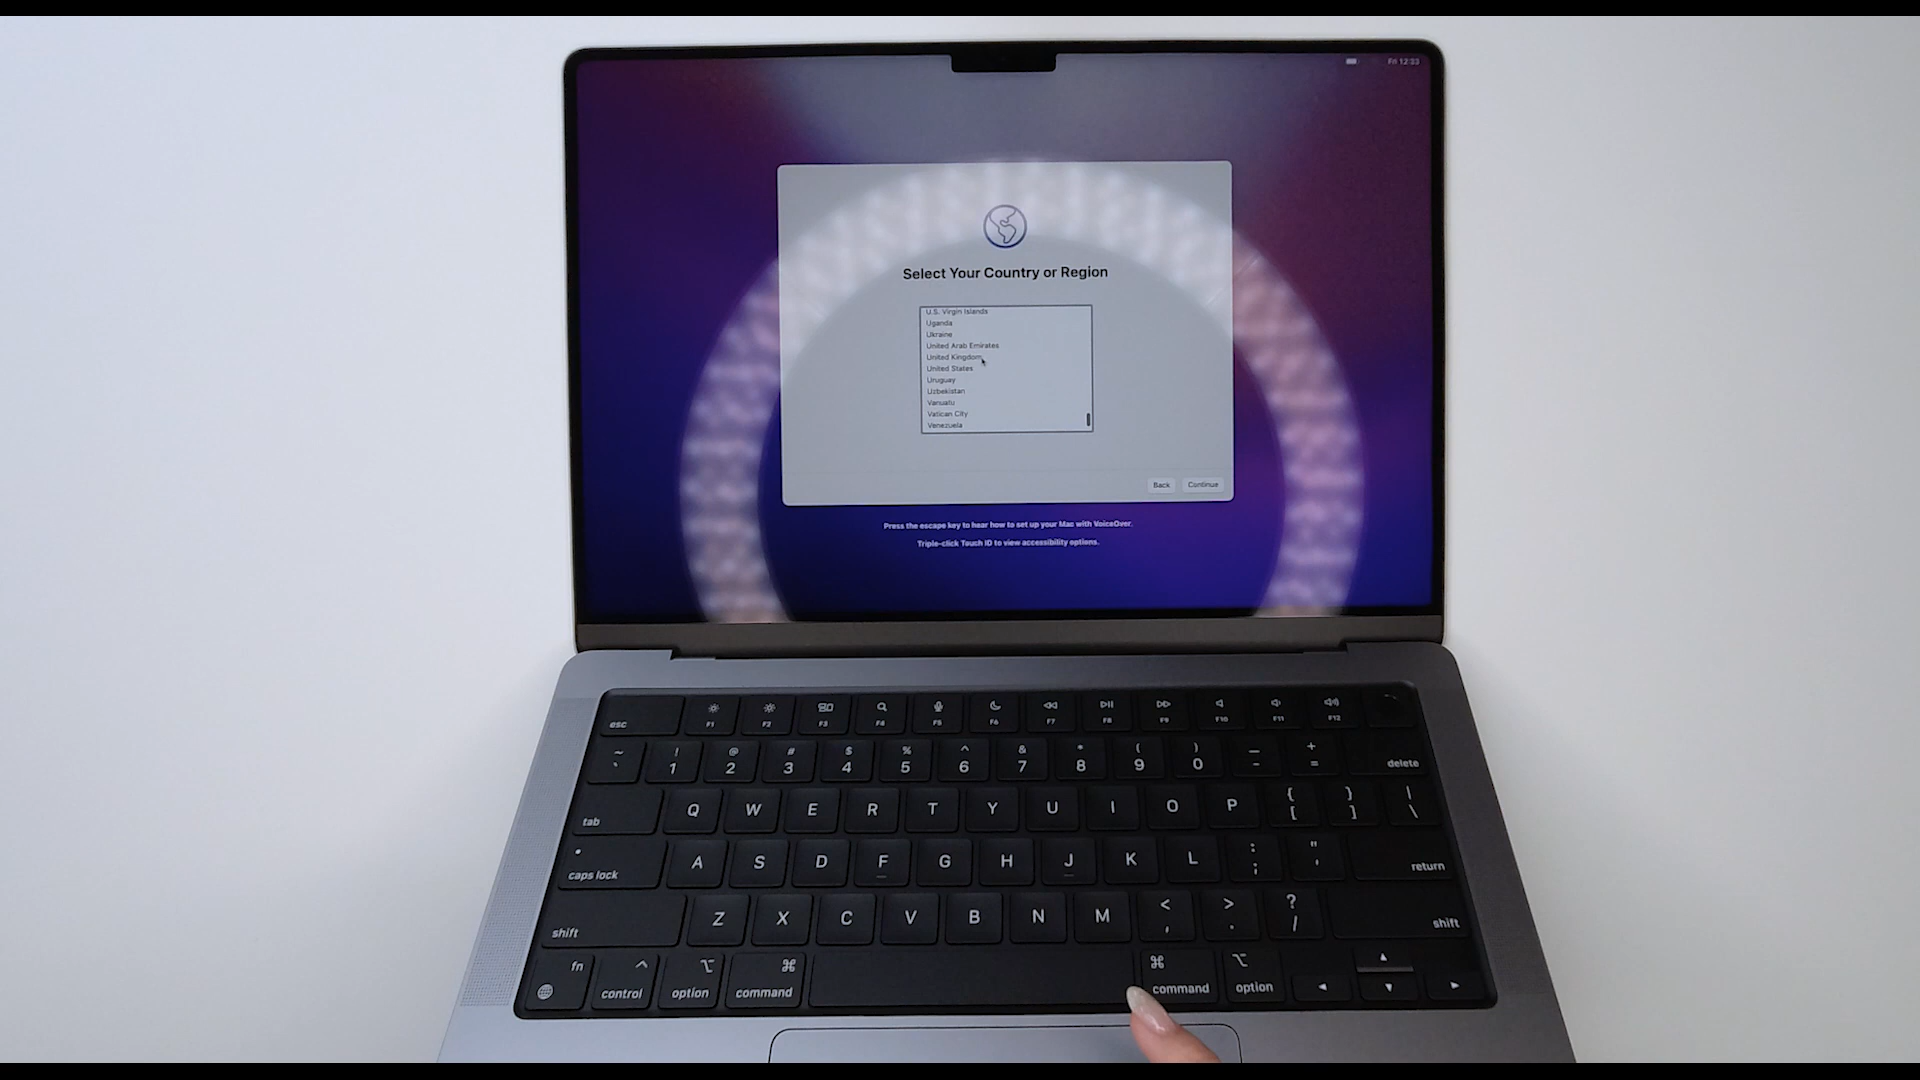 Fri 12:33
Select Your Country or Region
U.S. Virgin Islands
Uganda
Ukraine
United Arab Emirates
United Kingdom
United States
Uruguay
Uzbekistan
Vanuatu
Vatican City
Venezuela
Back Continue
Press the escape key to hear how to set up your Mac with VoiceOver.
Triple-click Touch ID to view accessibility options.
esc F1 F2 F3 F4 F5 F6 F7 F8 F9 F10 F11 F12
~ ! @ # $ % ^ & * ( ) _ +
` 1 2 3 4 5 6 7 8 9 0 - = delete
tab Q W E R T Y U I O P { [ } ] | \
caps lock A S D F G H J K L : ; " ' return
shift Z X C V B N M < , > . ? / shift
fn control option command command option